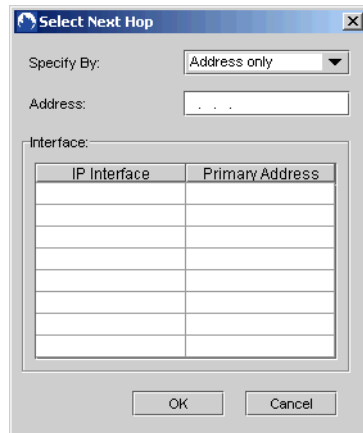 Select Next Hop
Specify By: Address only
Address: . . .
Interface:
IP Interface Primary Address
OK Cancel